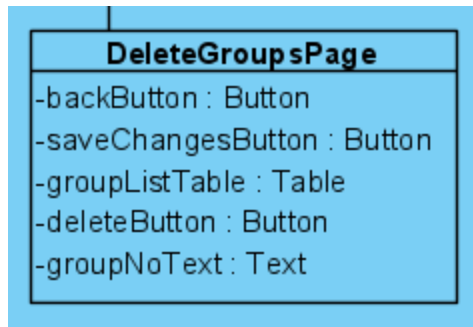 DeleteGroupsPage
-backButton : Button
-saveChangesButton : Button
-groupListTable : Table
-deleteButton : Button
-groupNoText : Text